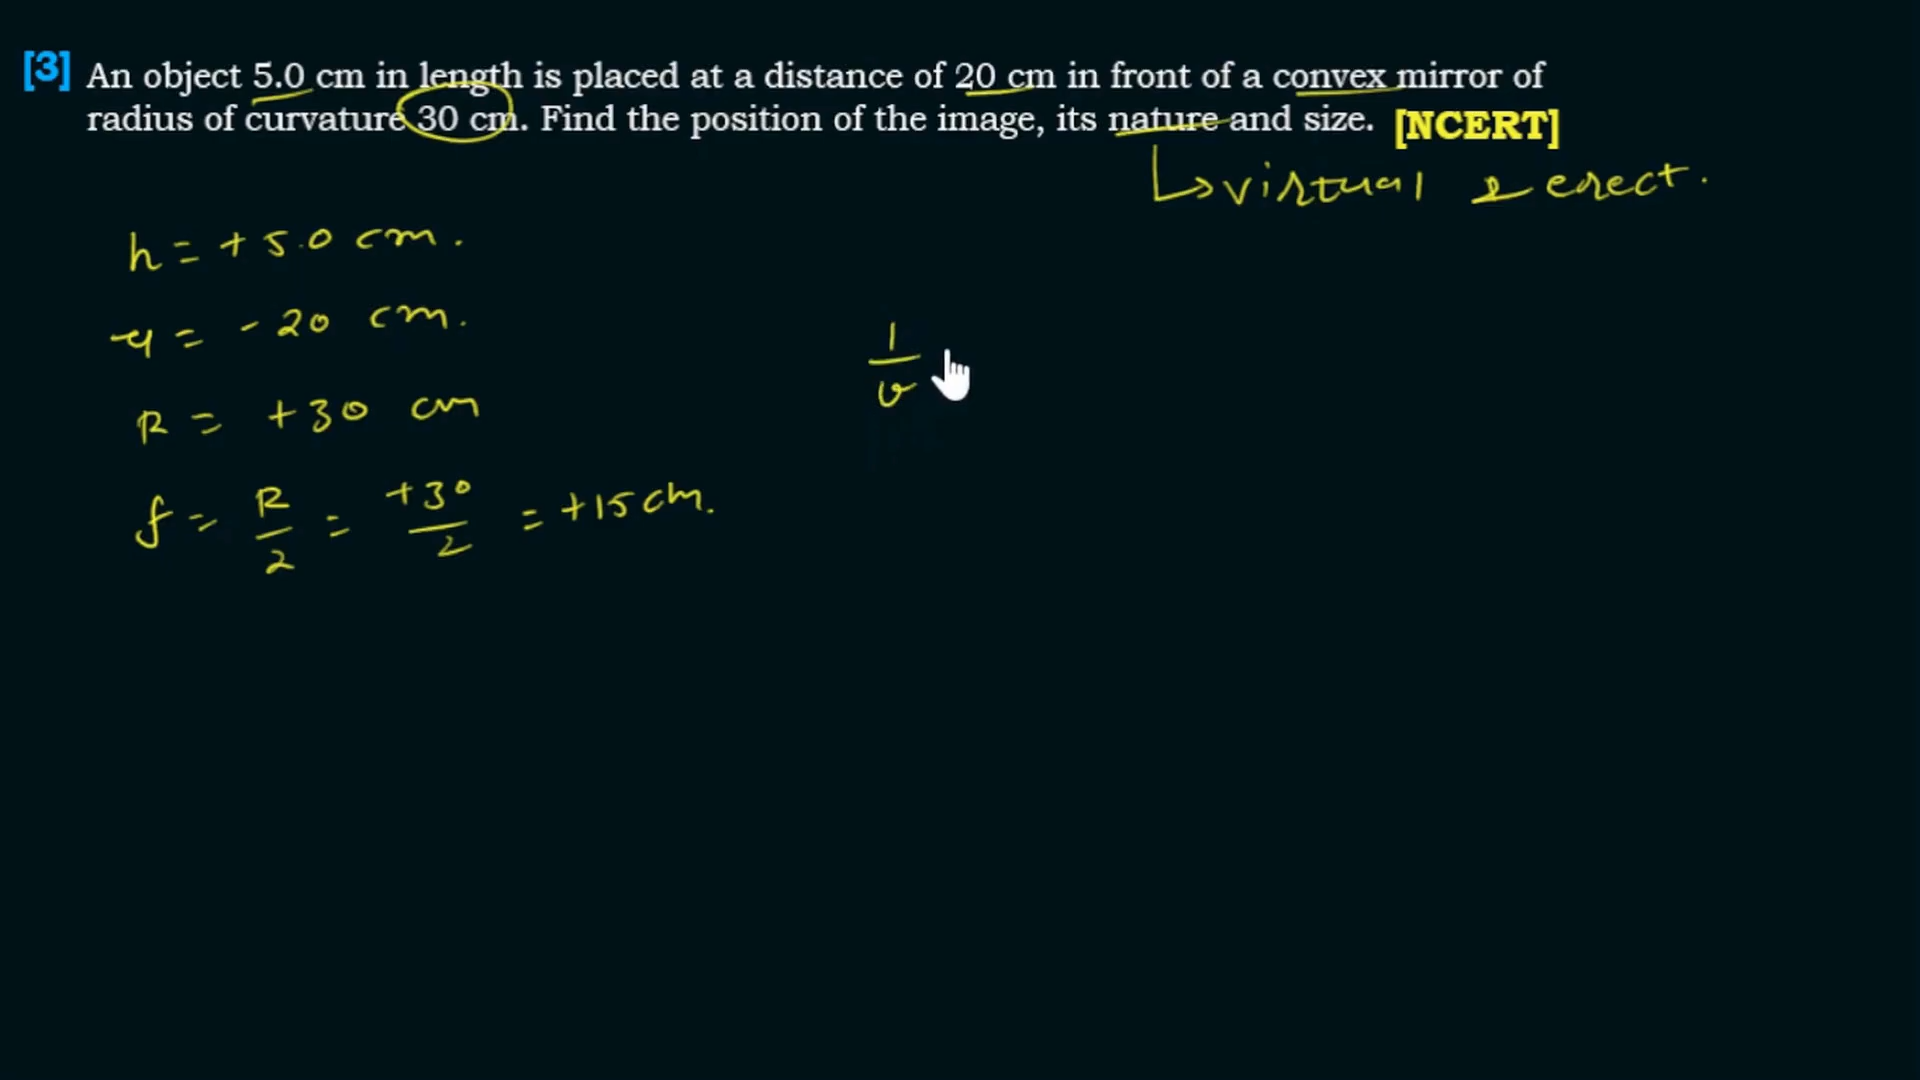 [3] An object 5.0 cm in length is placed at a distance of 20 cm in front of a convex mirror of
radius of curvature 30 cm. Find the position of the image, its nature and size. [NCERT]
↳ virtual & erect.
h = +5.0 cm.
u = -20 cm.
R = +30 cm
f = R/2 = +30/2 = +15 cm.
1/v